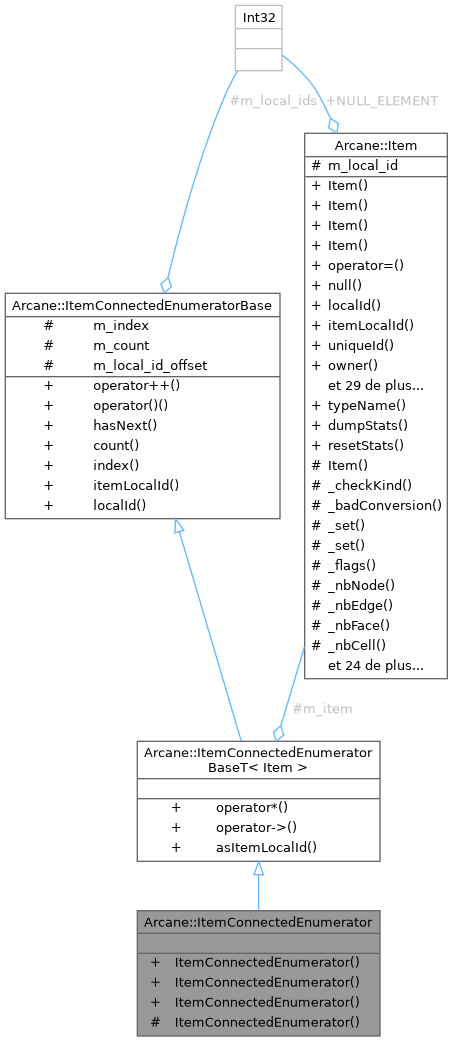 Int32
#m_local_ids
+NULL_ELEMENT
Arcane::Item
# m_local_id
+ Item()
+ Item()
+ Item()
+ Item()
+ operator=()
+ null()
+ localId()
+ itemLocalId()
+ uniqueId()
+ owner()
et 29 de plus...
+ typeName()
+ dumpStats()
+ resetStats()
# Item()
# _checkKind()
# _badConversion()
# _set()
# _set()
# _flags()
# _nbNode()
# _nbEdge()
# _nbFace()
# _nbCell()
et 24 de plus...
Arcane::ItemConnectedEnumeratorBase
# m_index
# m_count
# m_local_id_offset
+ operator++()
+ operator()()
+ hasNext()
+ count()
+ index()
+ itemLocalId()
+ localId()
#m_item
Arcane::ItemConnectedEnumerator
BaseT< Item >
+ operator*()
+ operator->()
+ asItemLocalId()
Arcane::ItemConnectedEnumerator
+ ItemConnectedEnumerator()
+ ItemConnectedEnumerator()
+ ItemConnectedEnumerator()
# ItemConnectedEnumerator()